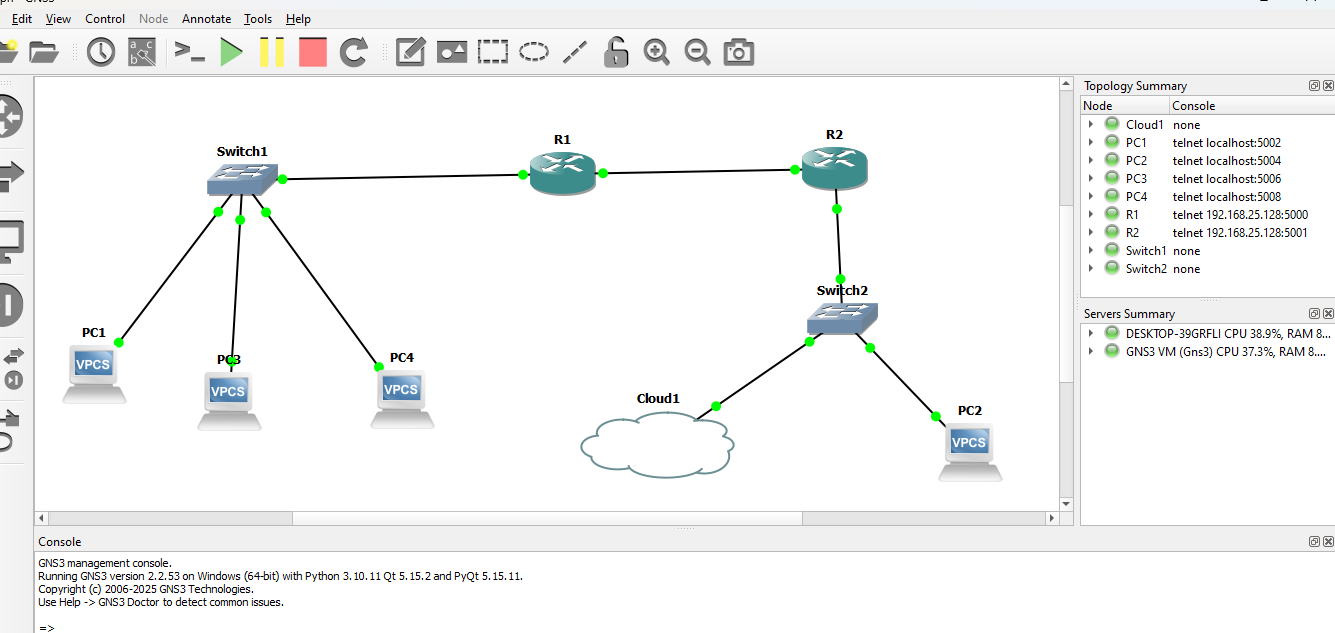 Edit View Control Node Annotate Tools Help
Topology Summary
Node Console
Cloud1 none
PC1 telnet localhost:5002
PC2 telnet localhost:5004
PC3 telnet localhost:5006
PC4 telnet localhost:5008
R1 telnet 192.168.25.128:5000
R2 telnet 192.168.25.128:5001
Switch1 none
Switch2 none
Servers Summary
DESKTOP-39GRFLI CPU 38.9%, RAM 8...
GNS3 VM (Gns3) CPU 37.3%, RAM 8....
R2
R1
Switch1
Switch2
PC1
VPCS
PC3
VPCS
PC4
VPCS
Cloud1
PC2
VPCS
Console
GNS3 management console.
Running GNS3 version 2.2.53 on Windows (64-bit) with Python 3.10.11 Qt 5.15.2 and PyQt 5.15.11.
Copyright (c) 2006-2025 GNS3 Technologies.
Use Help -> GNS3 Doctor to detect common issues.
=>